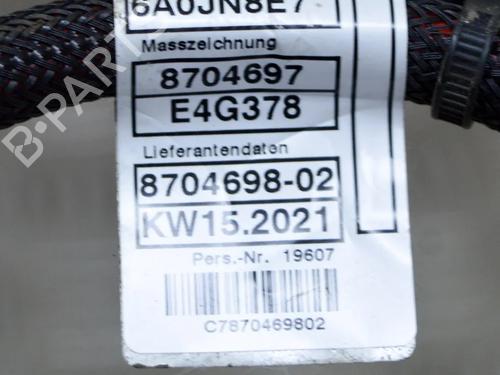 6A0JN8E7
Masszeichnung
8704697
E4G378
Lieferantendaten
8704698-02
KW15.2021
Pers.-Nr. 19607
C7870469802
B-PARTS